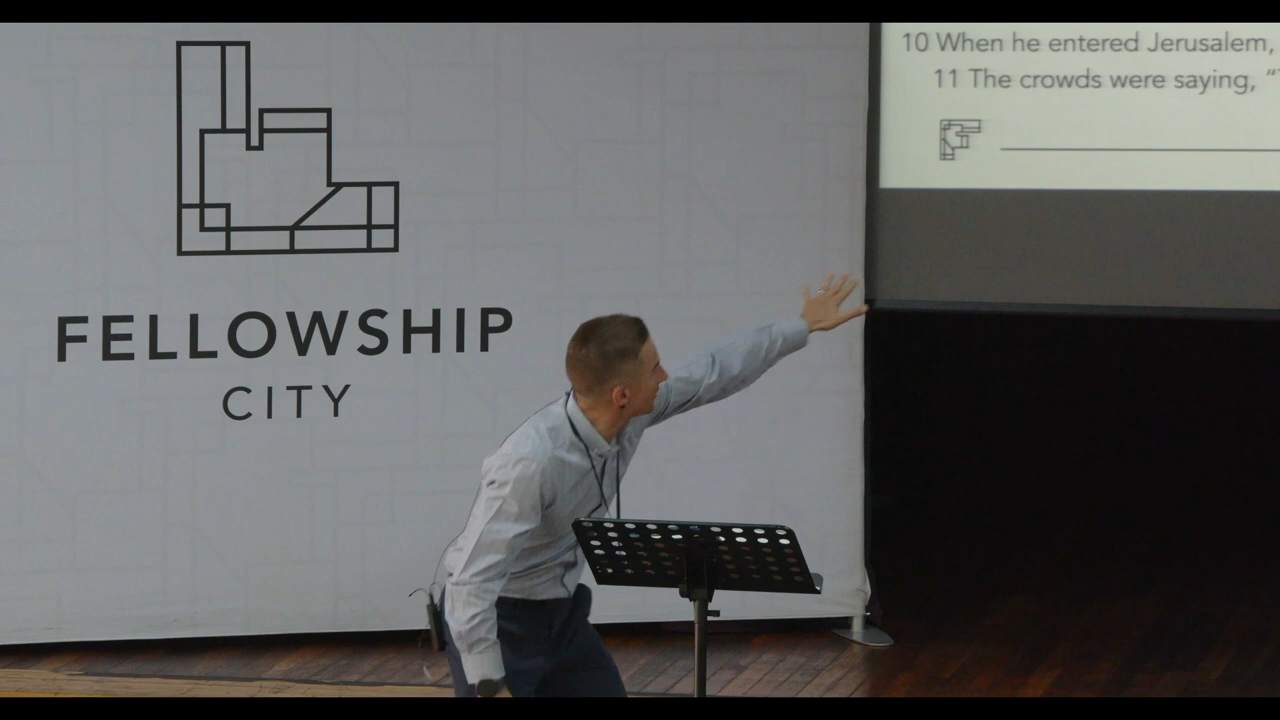 FELLOWSHIP
CITY
10 When he entered Jerusalem,
11 The crowds were saying, “